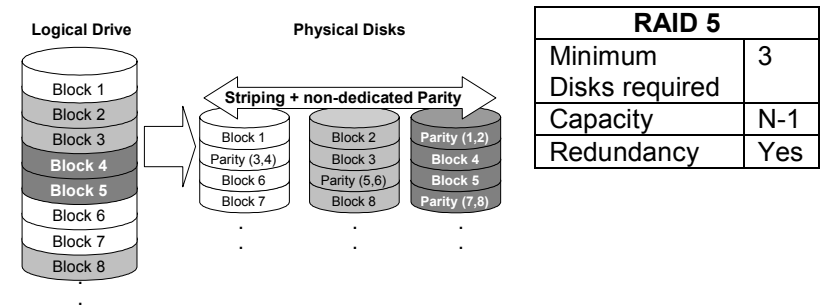 Logical Drive
Block 1
Block 2
Block 3
Block 4
Block 5
Block 6
Block 7
Block 8
Physical Disks
Striping + non-dedicated Parity
Block 1
Parity (3,4)
Block 6
Block 7
Block 2
Block 3
Parity (5,6)
Block 8
Parity (1,2)
Block 4
Block 5
Parity (7,8)
RAID 5
Minimum 3
Disks required
Capacity N-1
Redundancy Yes